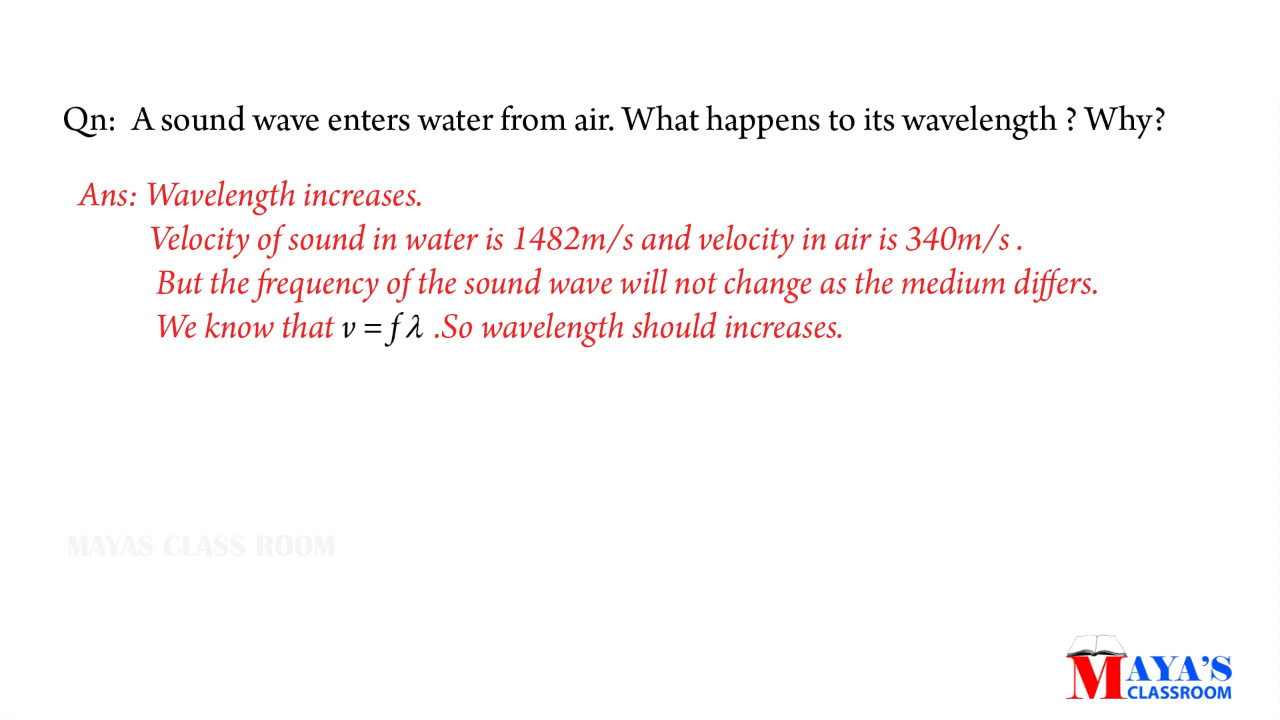 Qn: A sound wave enters water from air. What happens to its wavelength ? Why?
Ans: Wavelength increases.
Velocity of sound in water is 1482m/s and velocity in air is 340m/s .
But the frequency of the sound wave will not change as the medium differs.
We know that v = f λ .So wavelength should increases.
MAYAS CLASS ROOM
MAYA'S
CLASSROOM